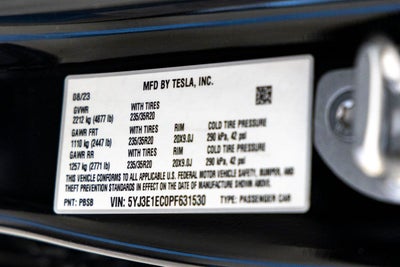 MFD BY TESLA, INC.
08/23
GVWR WITH TIRES
2212 kg (4877 lb) 235/35R20
GAWR FRT WITH TIRES RIM COLD TIRE PRESSURE
1110 kg (2447 lb) 235/35R20 20X9.0J 290 kPa, 42 psi
GAWR RR WITH TIRES RIM COLD TIRE PRESSURE
1257 kg (2771 lb) 235/35R20 20X9.0J 290 kPa, 42 psi
THIS VEHICLE CONFORMS TO ALL APPLICABLE U.S. FEDERAL MOTOR VEHICLE SAFETY, BUMPER, AND
THEFT PREVENTION STANDARDS IN EFFECT ON THE DATE OF MANUFACTURE SHOWN ABOVE.
PNT: PBSB VIN: 5YJ3E1EC0PF631530 TYPE: PASSENGER CAR